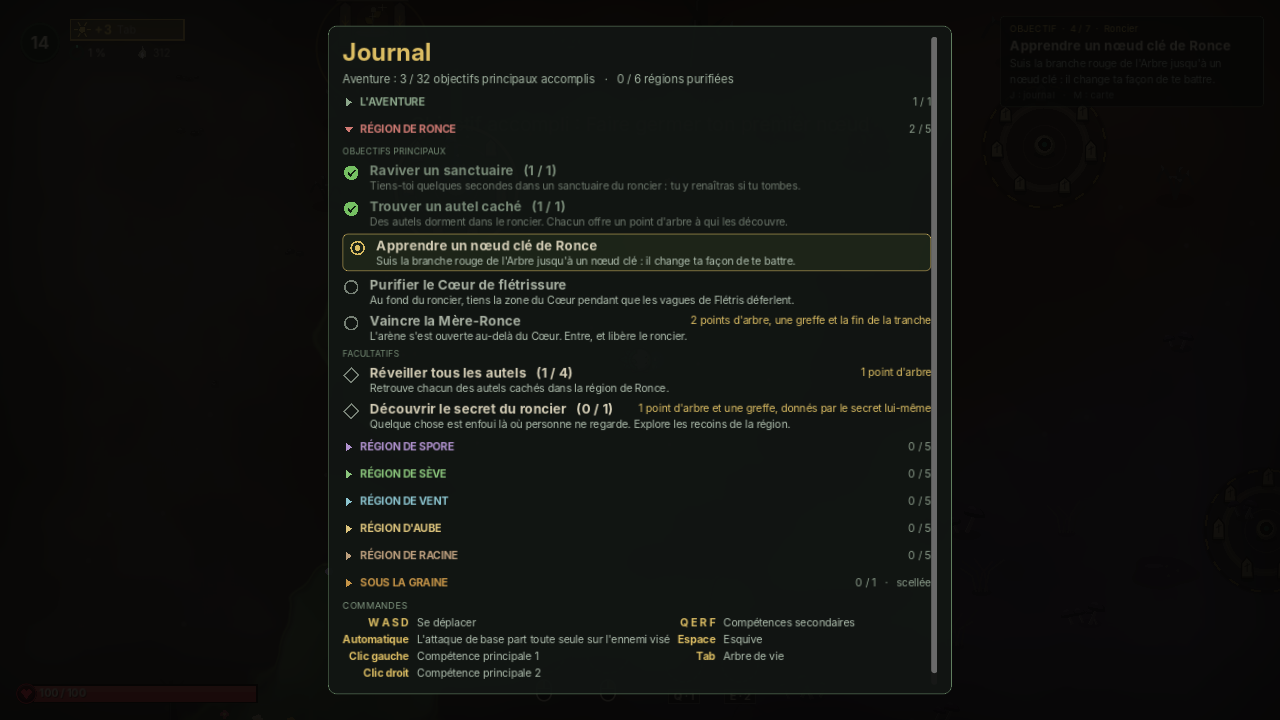 14
+3
1 %
312
OBJECTIF · 4 / 7 · Roncier
Apprendre un nœud clé de Ronce
Suis la branche rouge de l'Arbre jusqu'à un
nœud clé : il change ta façon de te battre.
Journal
Aventure : 3 / 32 objectifs principaux accomplis · 0 / 6 régions purifiées
L'AVENTURE 1 / 1
RÉGION DE RONCE 2 / 5
OBJECTIFS PRINCIPAUX
Raviver un sanctuaire (1 / 1)
Tiens-toi quelques secondes dans un sanctuaire du roncier : tu y renaîtras si tu tombes.
Trouver un autel caché (1 / 1)
Des autels dorment dans le roncier. Chacun offre un point d'arbre à qui les découvre.
Apprendre un nœud clé de Ronce
Suis la branche rouge de l'Arbre jusqu'à un nœud clé : il change ta façon de te battre.
Purifier le Cœur de flétrissure
Au fond du roncier, tiens la zone du Cœur pendant que les vagues de Flétris déferlent.
Vaincre la Mère-Ronce 2 points d'arbre, une greffe et la fin de la tranche
L'arène s'est ouverte au-delà du Cœur. Entre, et libère le roncier.
FACULTATIFS
Réveiller tous les autels (1 / 4) 1 point d'arbre
Retrouve chacun des autels cachés dans la région de Ronce.
Découvrir le secret du roncier (0 / 1) 1 point d'arbre et une greffe, donnés par le secret lui-même
Quelque chose est enfoui là où personne ne regarde. Explore les recoins de la région.
RÉGION DE SPORE 0 / 5
RÉGION DE SÈVE 0 / 5
RÉGION DE VENT 0 / 5
RÉGION D'AUBE 0 / 5
RÉGION DE RACINE 0 / 5
SOUS LA GRAINE 0 / 1 · scellée
COMMANDES
W A S D Se déplacer Q E R F Compétences secondaires
Automatique L'attaque de base part toute seule sur l'ennemi visé Espace Esquive
Clic gauche Compétence principale 1 Tab Arbre de vie
Clic droit Compétence principale 2
100 / 100